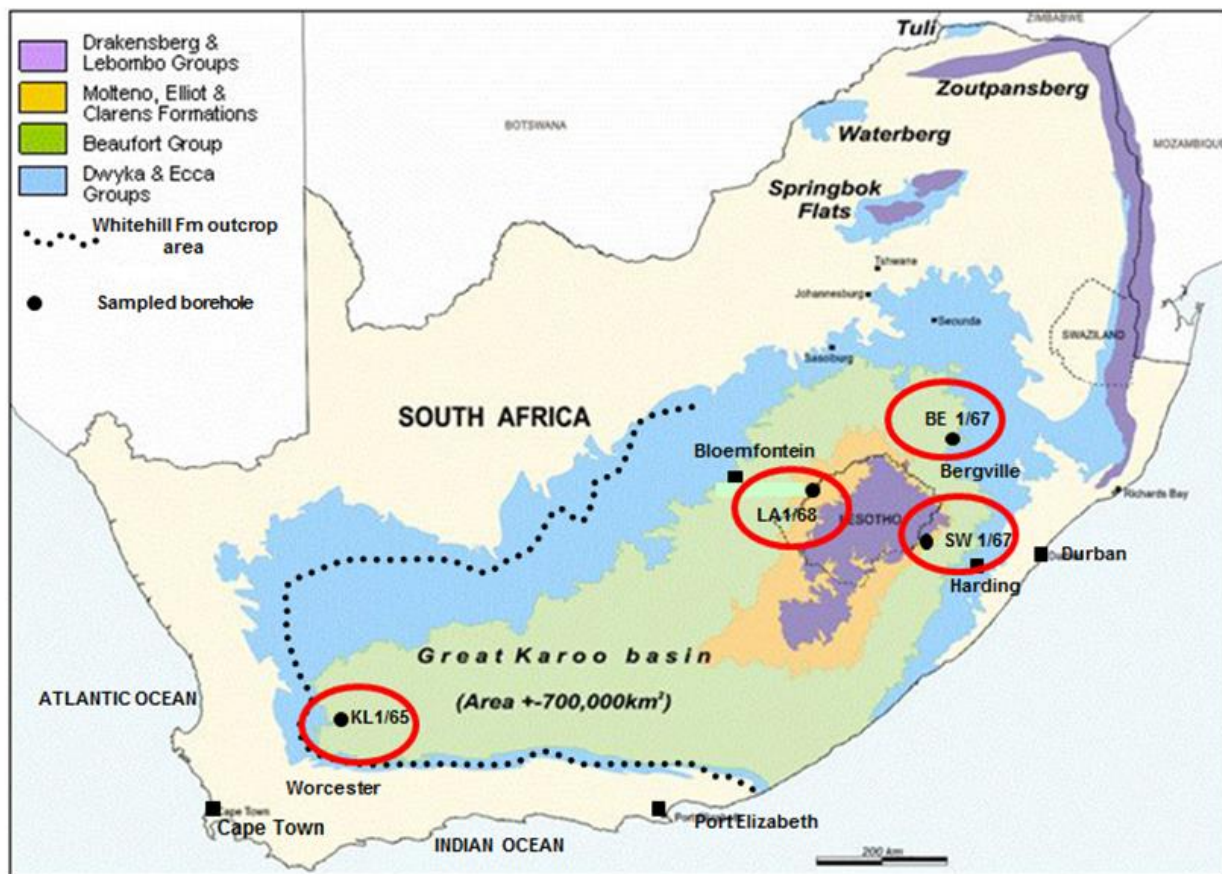 Drakensberg &
Lebombo Groups
Molteno, Elliot &
Clarens Formations
Beaufort Group
Dwyka & Ecca
Groups
Whitehill Fm outcrop
area
Sampled borehole
ZIMBABWE
Tuli
Zoutpansberg
BOTSWANA
Waterberg
MOZAMBIQUE
Springbok
Flats
Tshwane
Johannesburg
Secunda
SWAZILAND
Sasolburg
SOUTH AFRICA
BE 1/67
Bloemfontein
Bergville
Richards Bay
LA1/68
LESOTHO
SW 1/67
Durban
Harding
Great Karoo basin
(Area +-700,000km²)
ATLANTIC OCEAN
KL1/65
Worcester
Cape Town
Cape Town
Port Elizabeth
INDIAN OCEAN
200 km